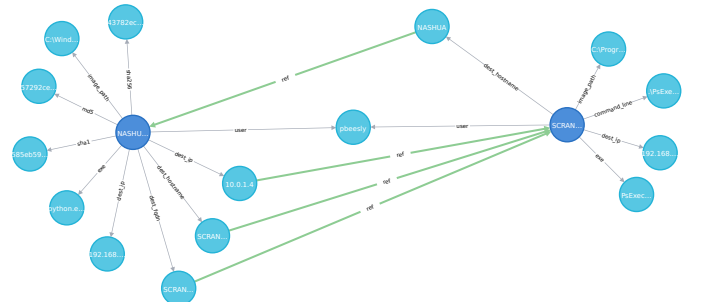 43782ec...
C:\Wind...
57292ce...
585eb59...
python.e...
192.168...
SCRAN...
SCRAN...
10.0.1.4
NASHU...
pbeesly
NASHUA
SCRAN...
C:\Progr...
.\PsExe...
192.168...
PsExec...
sha256
image_path
md5
sha1
exe
dest_ip
dest_fqdn
dest_hostname
dest_ip
user
ref
ref
ref
ref
user
dest_hostname
image_path
command_line
dest_ip
exe